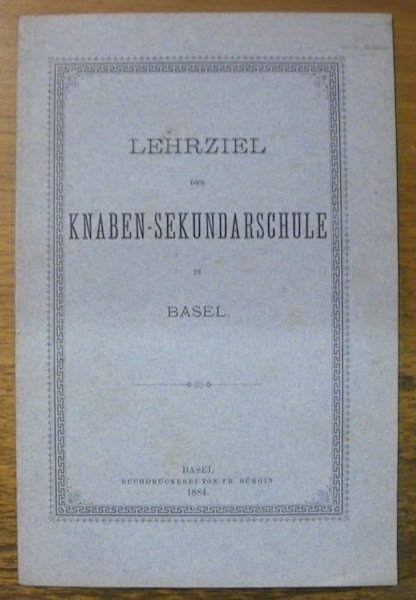 LEHRZIEL
DER
KNABEN-SEKUNDARSCHULE
IN
BASEL.
BASEL
BUCHDRUCKEREI VON FR. BÜRGIN
1884.